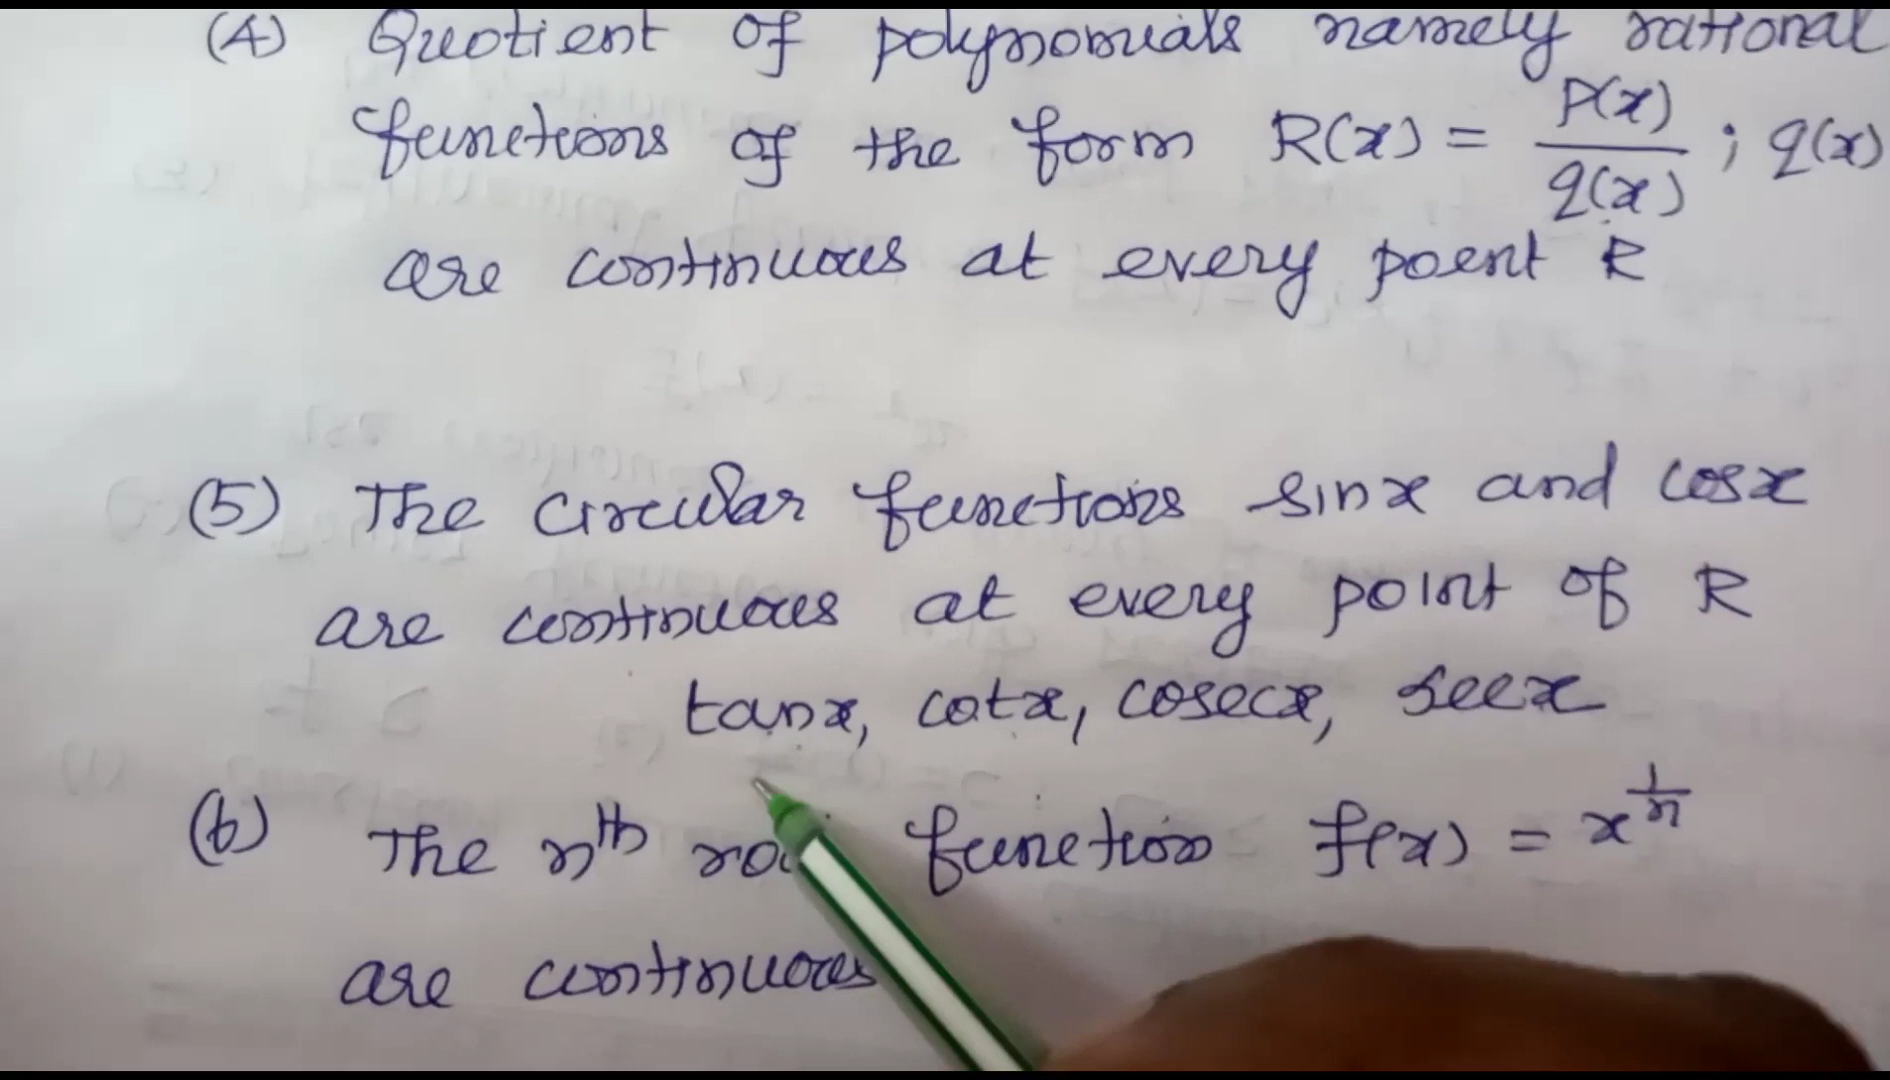 (4) Quotient of polynomials namely rational
functions of the form R(x) = P(x)/q(x) ; q(x)
are continuous at every point R
(5) The circular functions sinx and cosx
are continuous at every point of R
tanx, cotx, cosecx, secx
(6) The nth function f(x) = x^1/n
are continuous